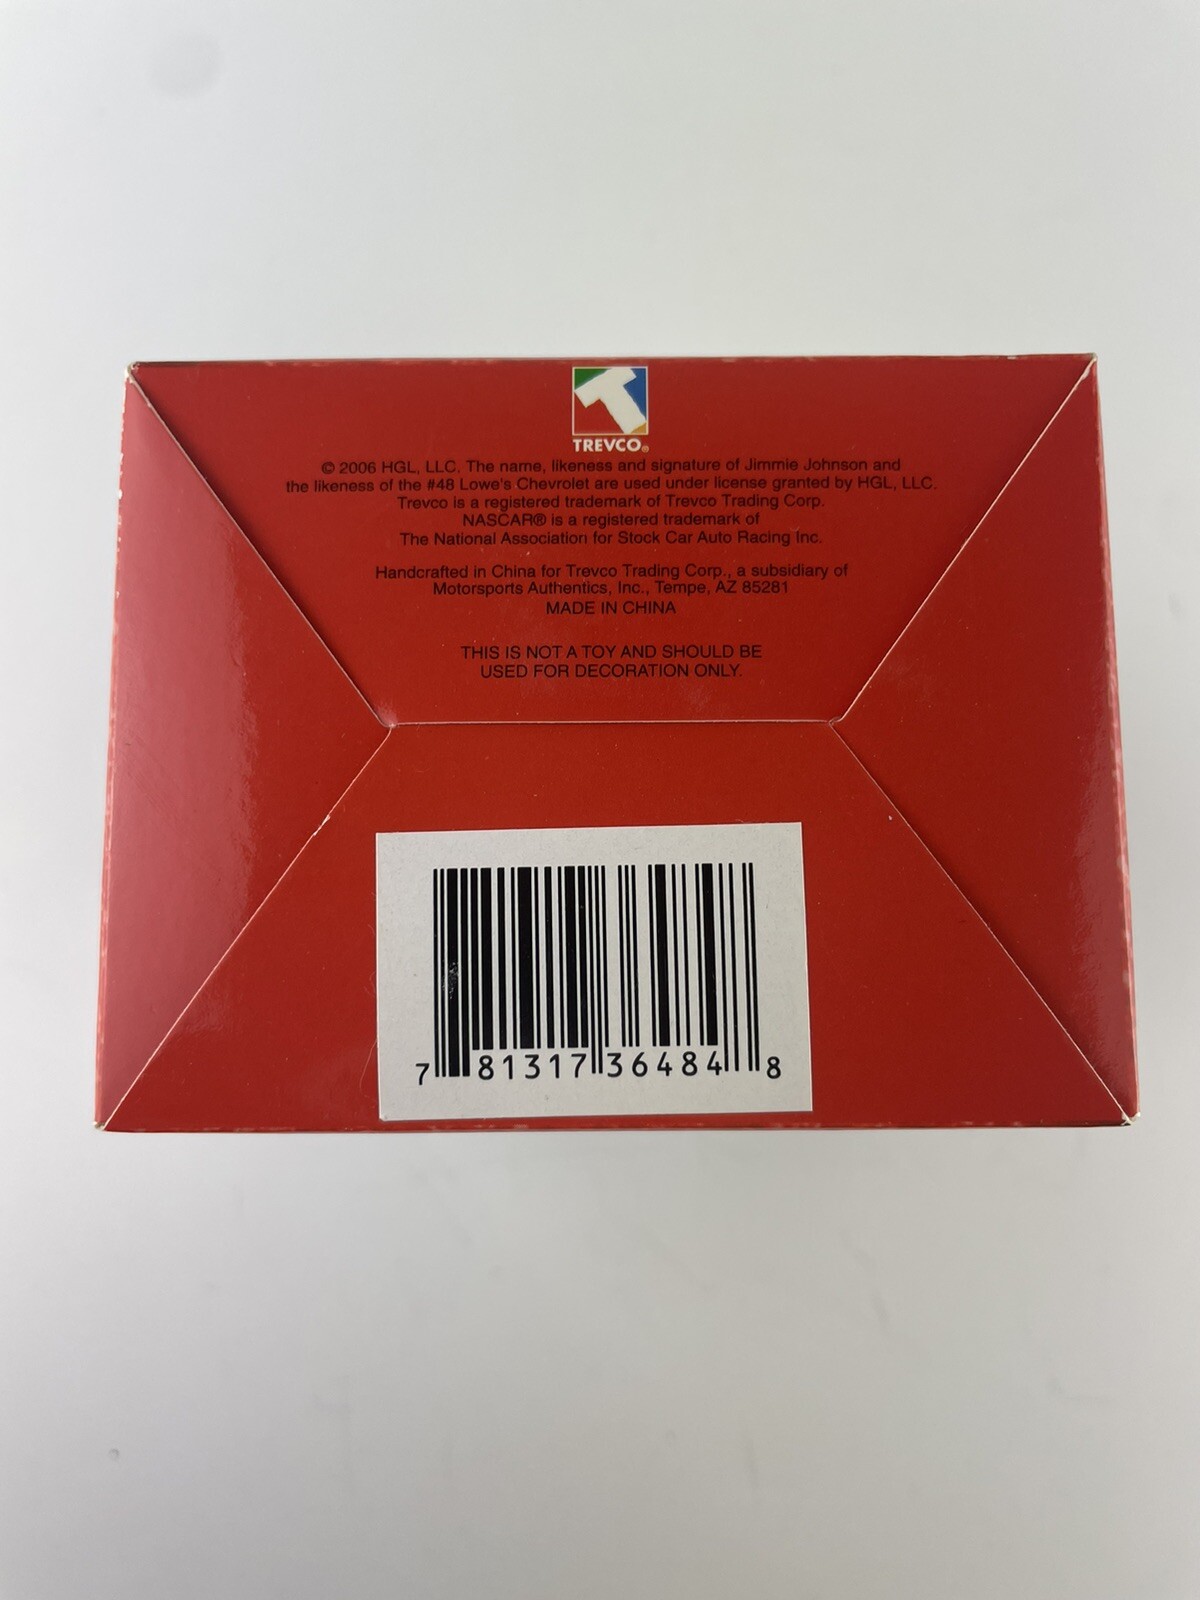 TREVCO®
© 2006 HGL, LLC. The name, likeness and signature of Jimmie Johnson and
the likeness of the #48 Lowe's Chevrolet are used under license granted by HGL, LLC.
Trevco is a registered trademark of Trevco Trading Corp.
NASCAR® is a registered trademark of
The National Association for Stock Car Auto Racing Inc.
Handcrafted in China for Trevco Trading Corp., a subsidiary of
Motorsports Authentics, Inc., Tempe, AZ 85281
MADE IN CHINA
THIS IS NOT A TOY AND SHOULD BE
USED FOR DECORATION ONLY.
7 81317 36484 8